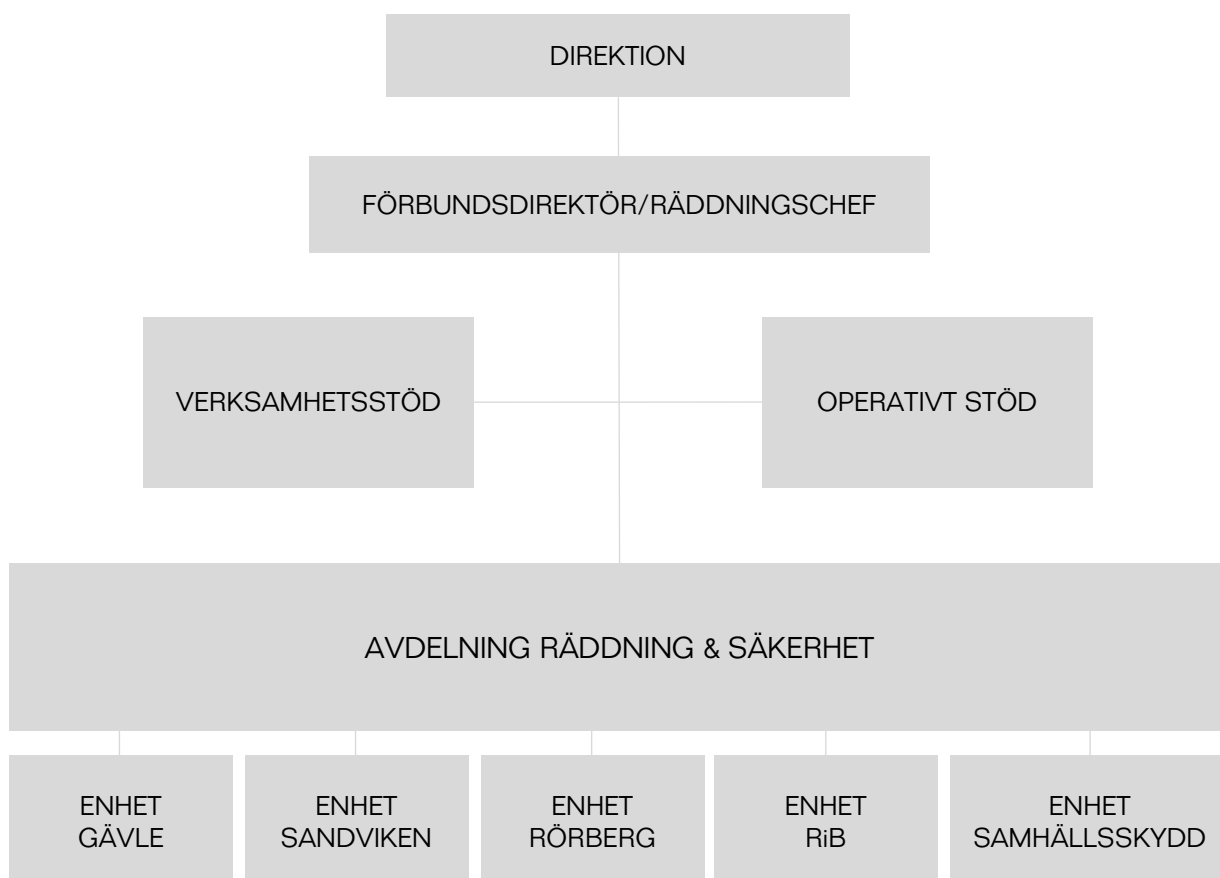 DIREKTION
FÖRBUNDSDIREKTÖR/RÄDDNINGSCHEF
VERKSAMHETSSTÖD
OPERATIVT STÖD
AVDELNING RÄDDNING & SÄKERHET
ENHET
GÄVLE
ENHET
SANDVIKEN
ENHET
RÖRBERG
ENHET
RiB
ENHET
SAMHÄLLSSKYDD